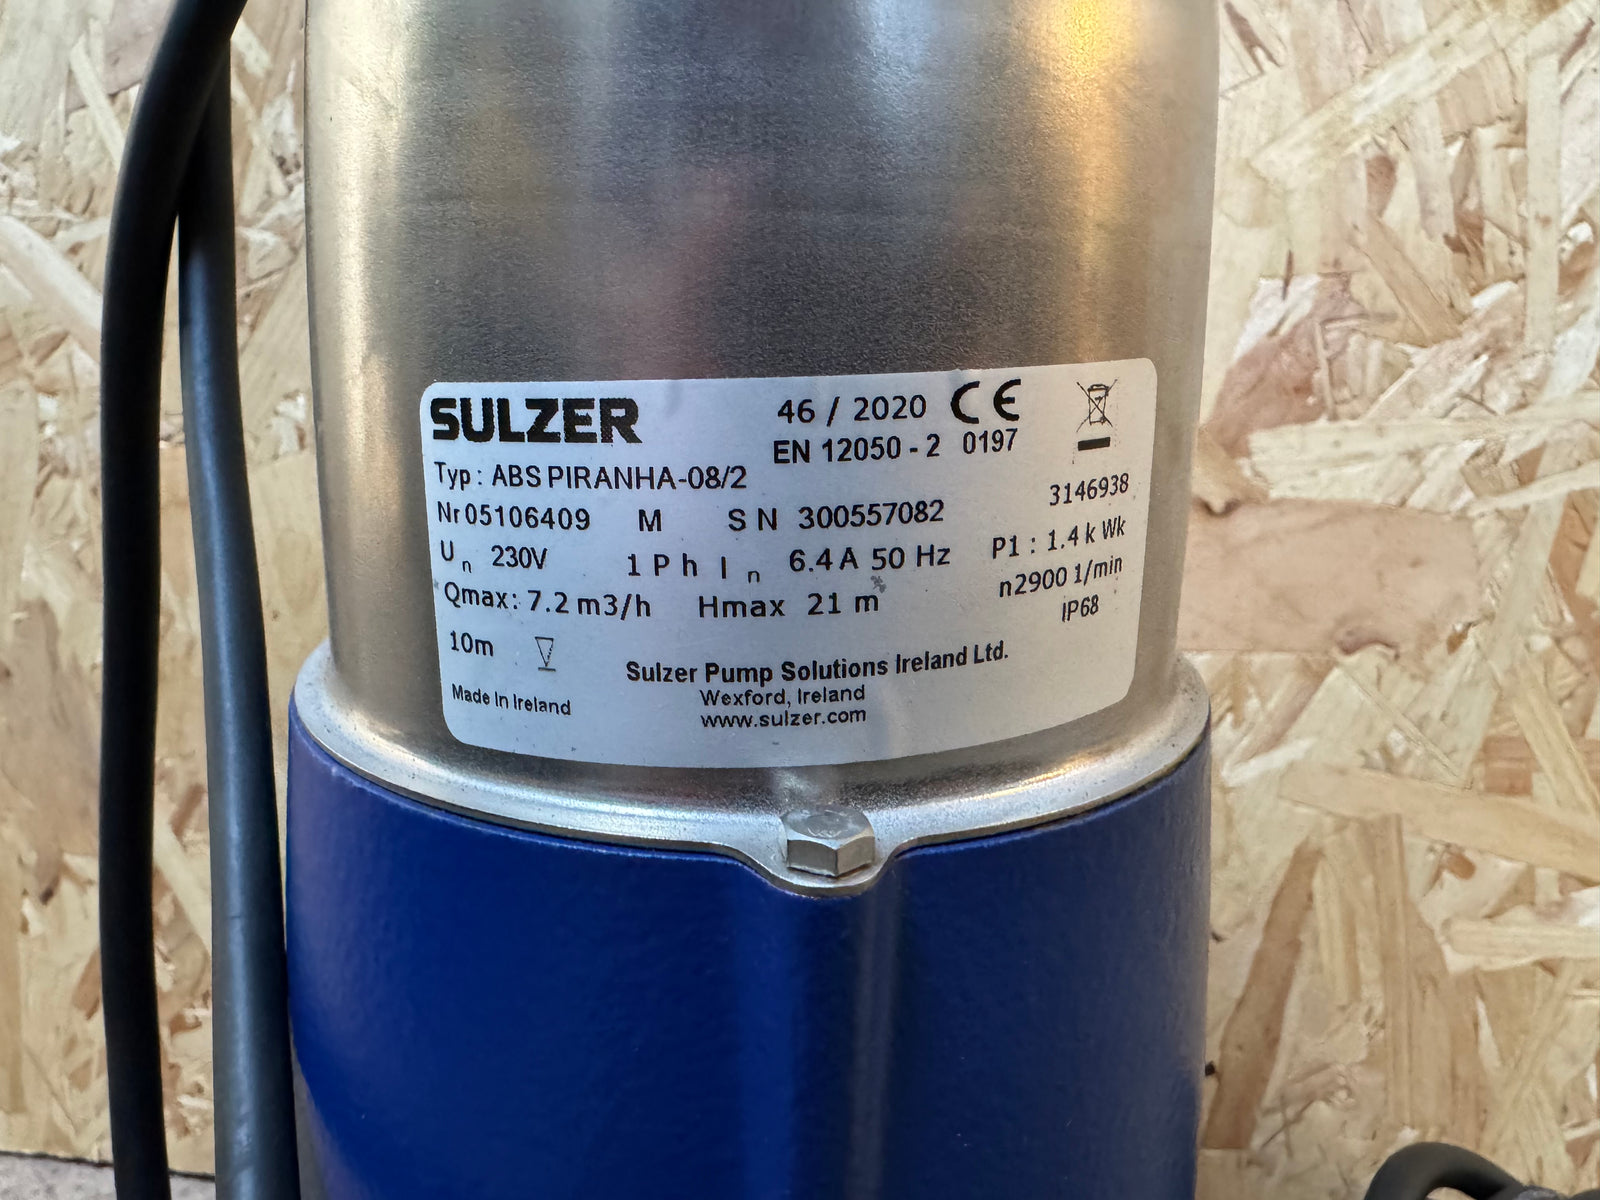 SULZER 46 / 2020 CE
EN 12050 - 2 0197
Typ : ABS PIRANHA-08/2 3146938
Nr 05106409 M S N 300557082
P1 : 1.4 k Wk
U n 230V 1 P h I n 6.4 A 50 Hz
n2900 1/min
Qmax: 7.2 m3/h Hmax 21 m
IP68
10m
Sulzer Pump Solutions Ireland Ltd.
Made in Ireland Wexford, Ireland
www.sulzer.com